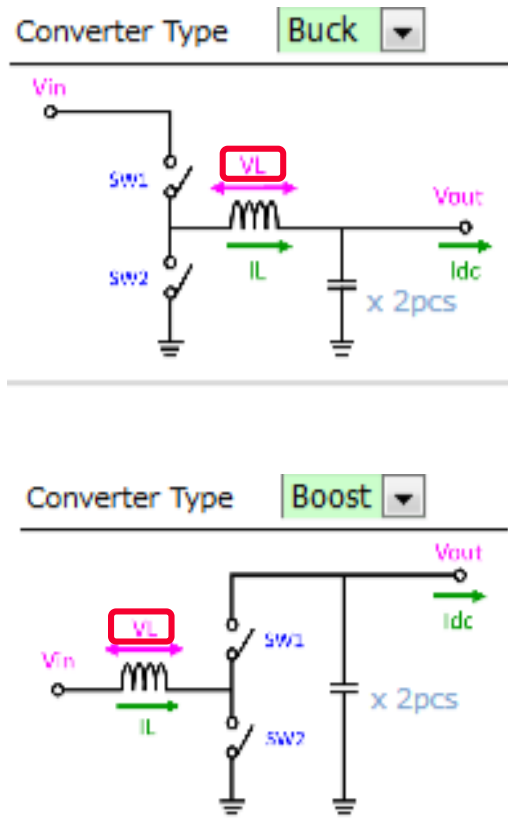 Converter Type Buck
Vin
VL
SW1
Vout
IL
Idc
SW2
x 2pcs
Converter Type Boost
Vout
VL
Idc
SW1
Vin
x 2pcs
IL
SW2